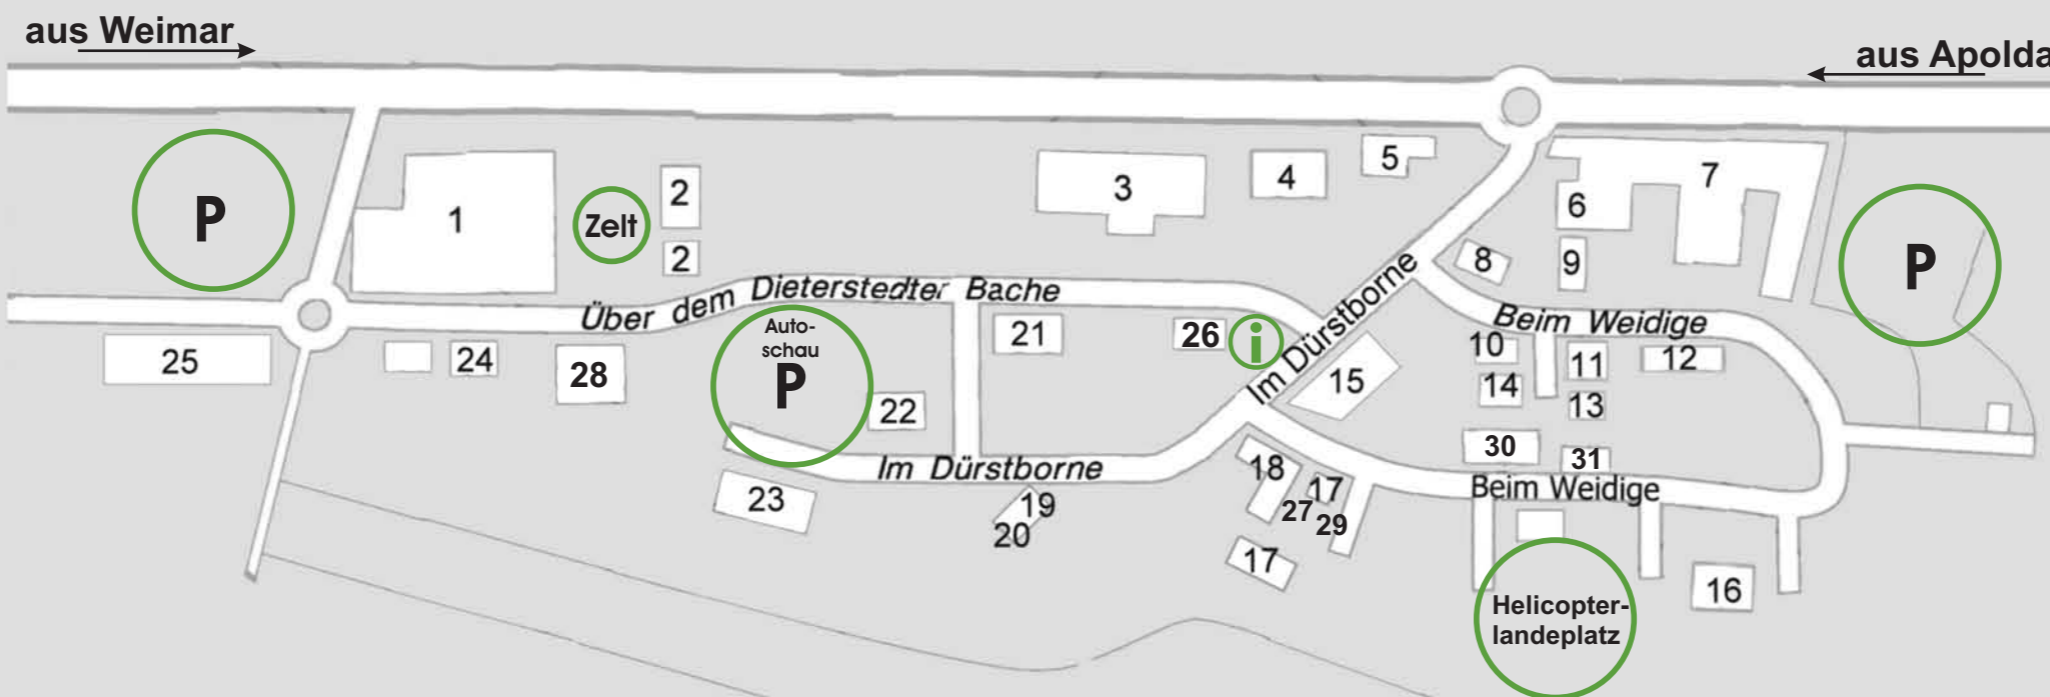 aus Weimar
aus Apolda
P
1
Zelt
2
2
3
4
5
6
7
8
9
P
Über dem Dieterstedter Bache
Im Dürstborne
Beim Weidige
25
24
28
Auto-
schau
P
22
21
26
i
15
10
11
12
14
13
30
31
Im Dürstborne
Beim Weidige
23
19
20
18
17
27
29
17
16
Helicopter-
landeplatz